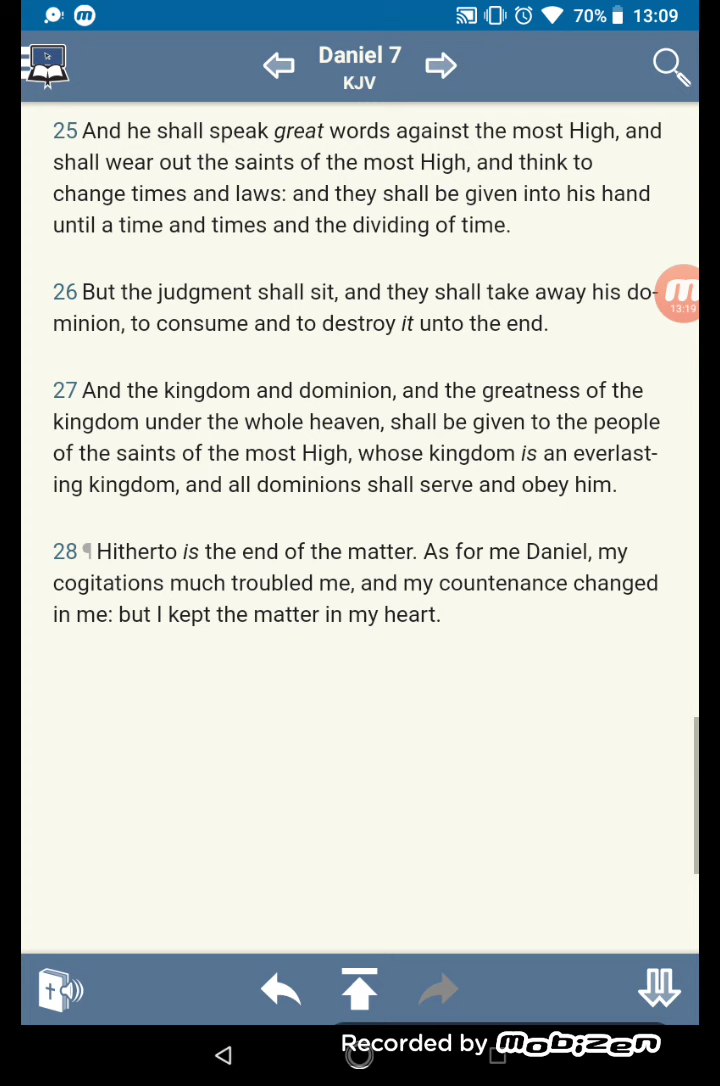 70% 13:09
Daniel 7
KJV
25 And he shall speak great words against the most High, and
shall wear out the saints of the most High, and think to
change times and laws: and they shall be given into his hand
until a time and times and the dividing of time.
26 But the judgment shall sit, and they shall take away his do-
minion, to consume and to destroy it unto the end.
m
13:19
27 And the kingdom and dominion, and the greatness of the
kingdom under the whole heaven, shall be given to the people
of the saints of the most High, whose kingdom is an everlast-
ing kingdom, and all dominions shall serve and obey him.
28 ¶ Hitherto is the end of the matter. As for me Daniel, my
cogitations much troubled me, and my countenance changed
in me: but I kept the matter in my heart.
Recorded by mobizen